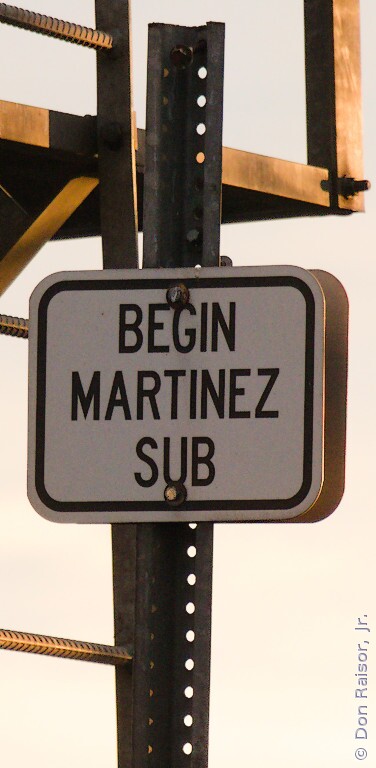 BEGIN
MARTINEZ
SUB
© Don Raisor, Jr.